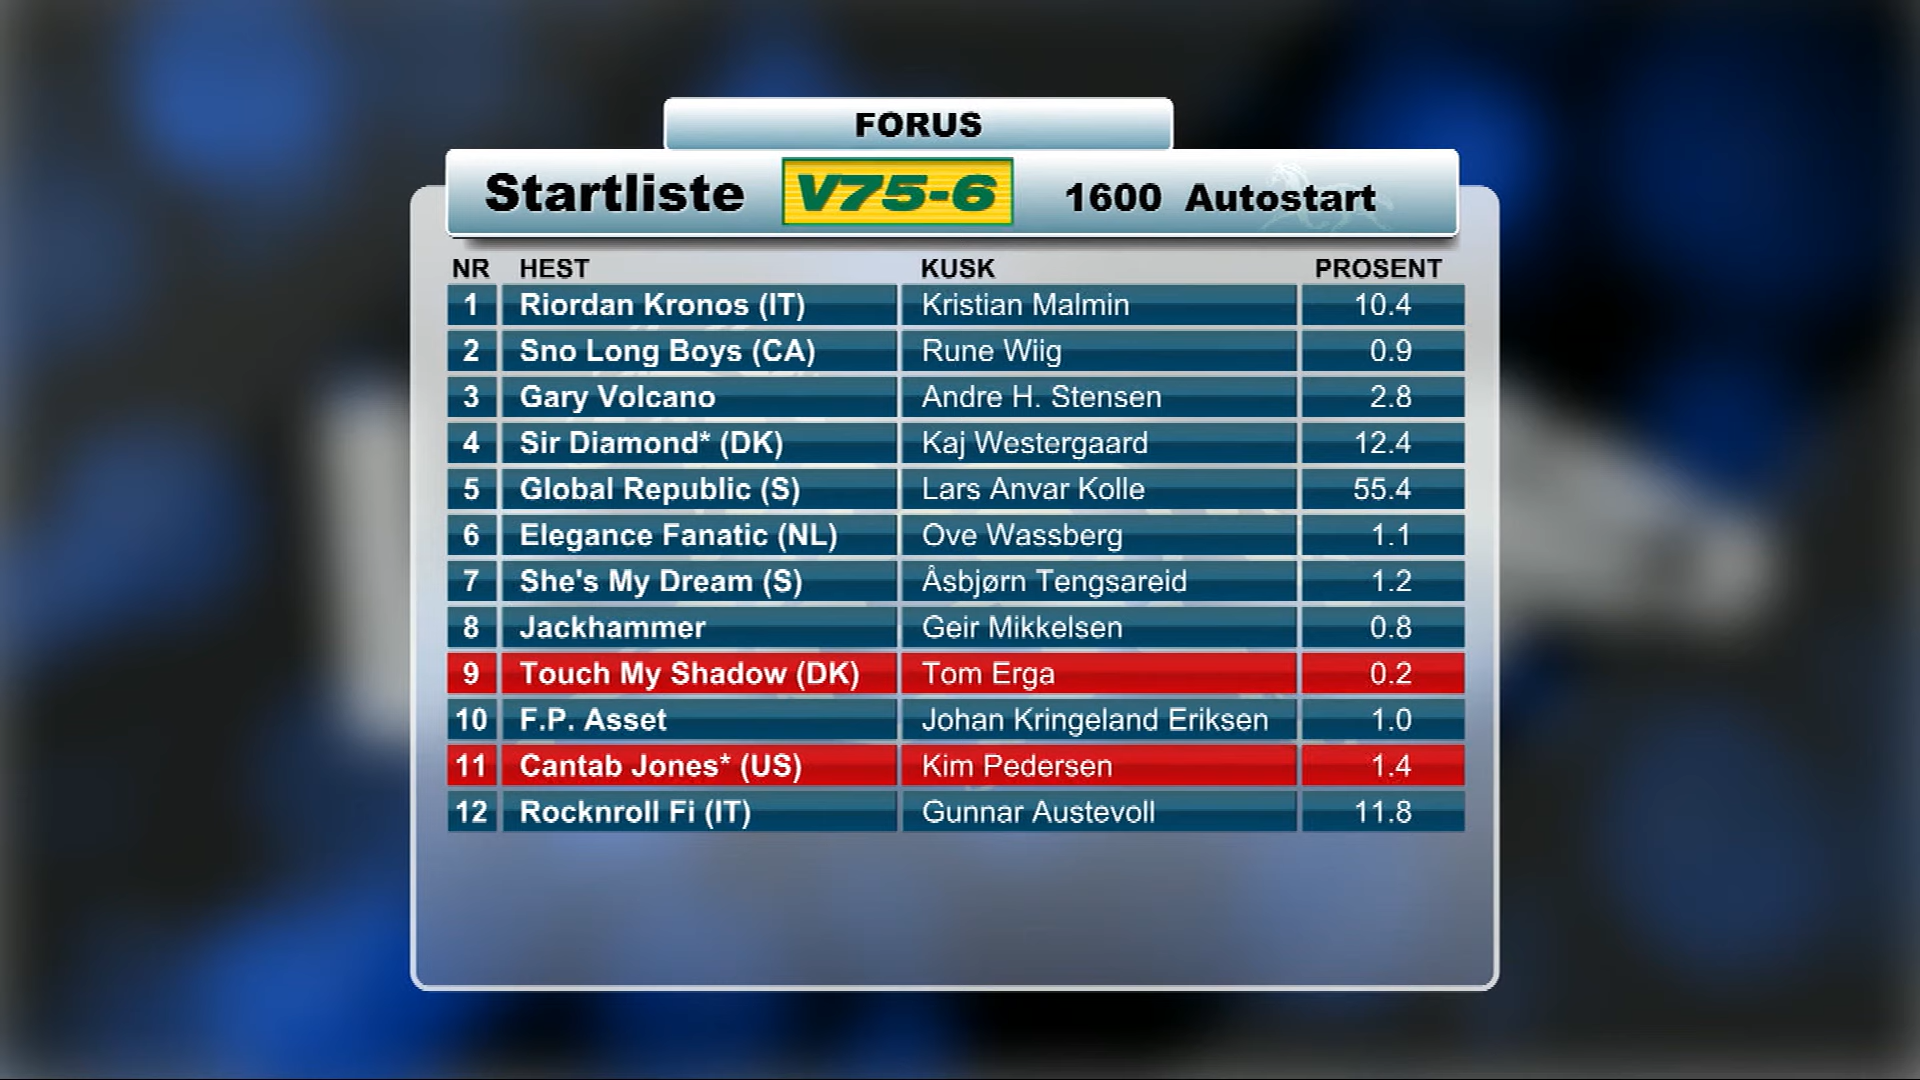 FORUS
Startliste V75-6 1600 Autostart
NR HEST KUSK PROSENT
1 Riordan Kronos (IT) Kristian Malmin 10.4
2 Sno Long Boys (CA) Rune Wiig 0.9
3 Gary Volcano Andre H. Stensen 2.8
4 Sir Diamond* (DK) Kaj Westergaard 12.4
5 Global Republic (S) Lars Anvar Kolle 55.4
6 Elegance Fanatic (NL) Ove Wassberg 1.1
7 She's My Dream (S) Åsbjørn Tengsareid 1.2
8 Jackhammer Geir Mikkelsen 0.8
9 Touch My Shadow (DK) Tom Erga 0.2
10 F.P. Asset Johan Kringeland Eriksen 1.0
11 Cantab Jones* (US) Kim Pedersen 1.4
12 Rocknroll Fi (IT) Gunnar Austevoll 11.8